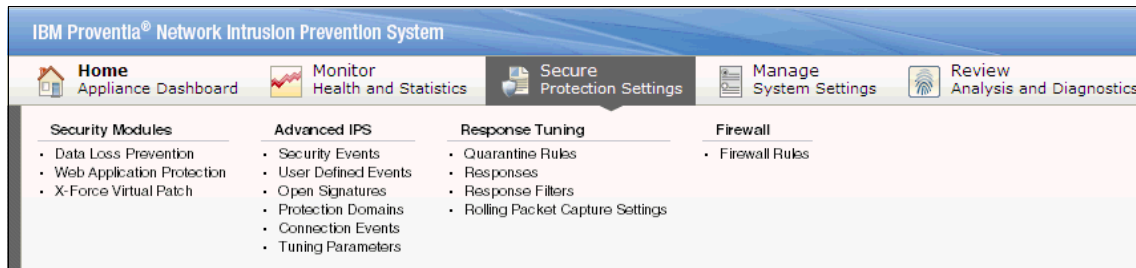 IBM Proventia® Network Intrusion Prevention System
Home
Appliance Dashboard
Monitor
Health and Statistics
Secure
Protection Settings
Manage
System Settings
Review
Analysis and Diagnostics
Security Modules
· Data Loss Prevention
· Web Application Protection
· X-Force Virtual Patch
Advanced IPS
· Security Events
· User Defined Events
· Open Signatures
· Protection Domains
· Connection Events
· Tuning Parameters
Response Tuning
· Quarantine Rules
· Responses
· Response Filters
· Rolling Packet Capture Settings
Firewall
· Firewall Rules